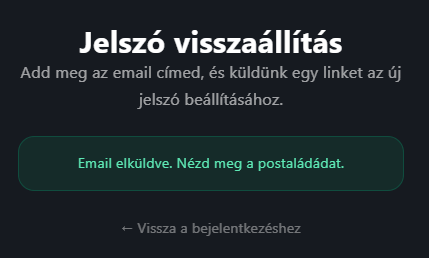 Jelszó visszaállítás
Add meg az email címed, és küldünk egy linket az új
jelszó beállításához.
Email elküldve. Nézd meg a postaládádat.
← Vissza a bejelentkezéshez